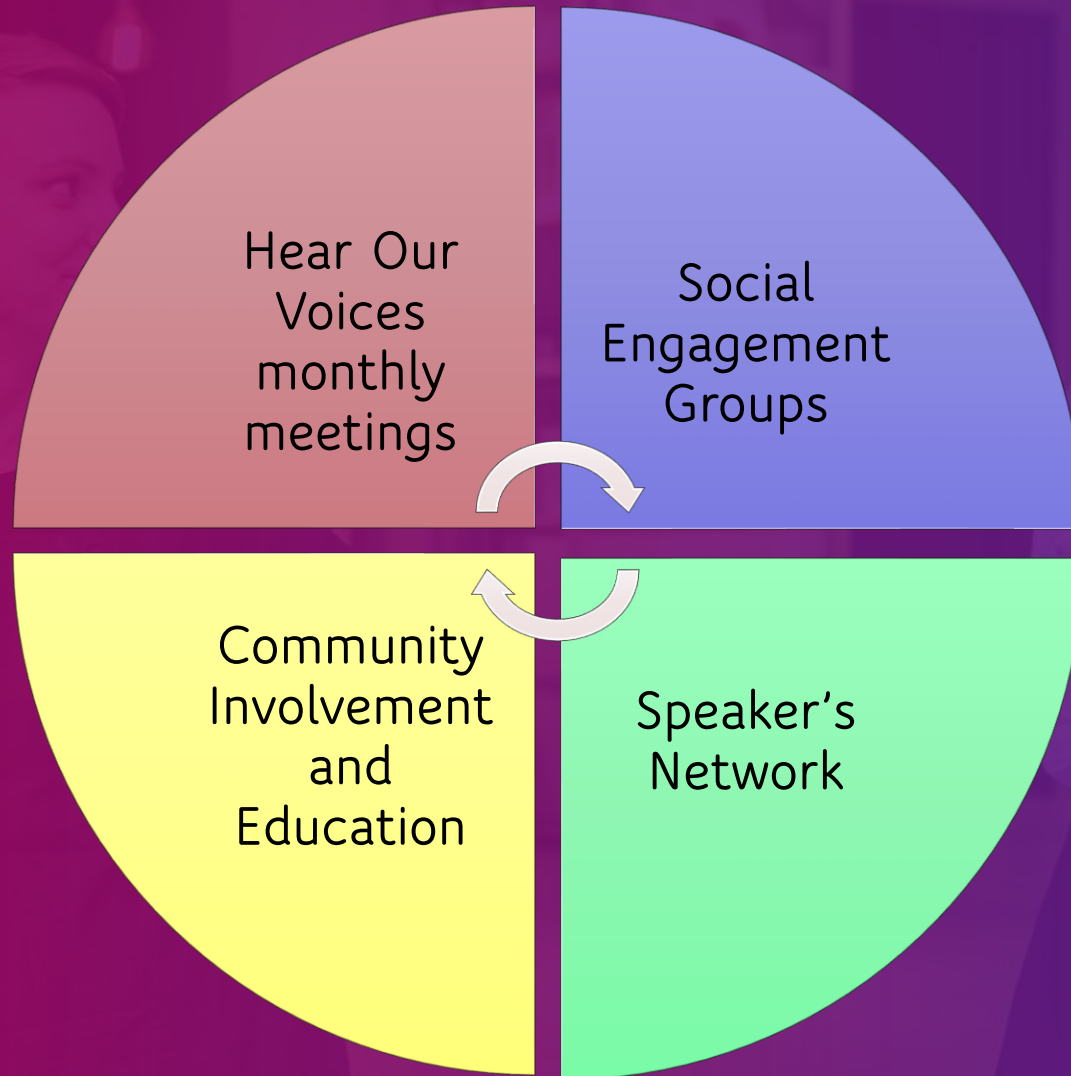 Hear Our
Voices
monthly
meetings
Social
Engagement
Groups
Community
Involvement
and
Education
Speaker’s
Network